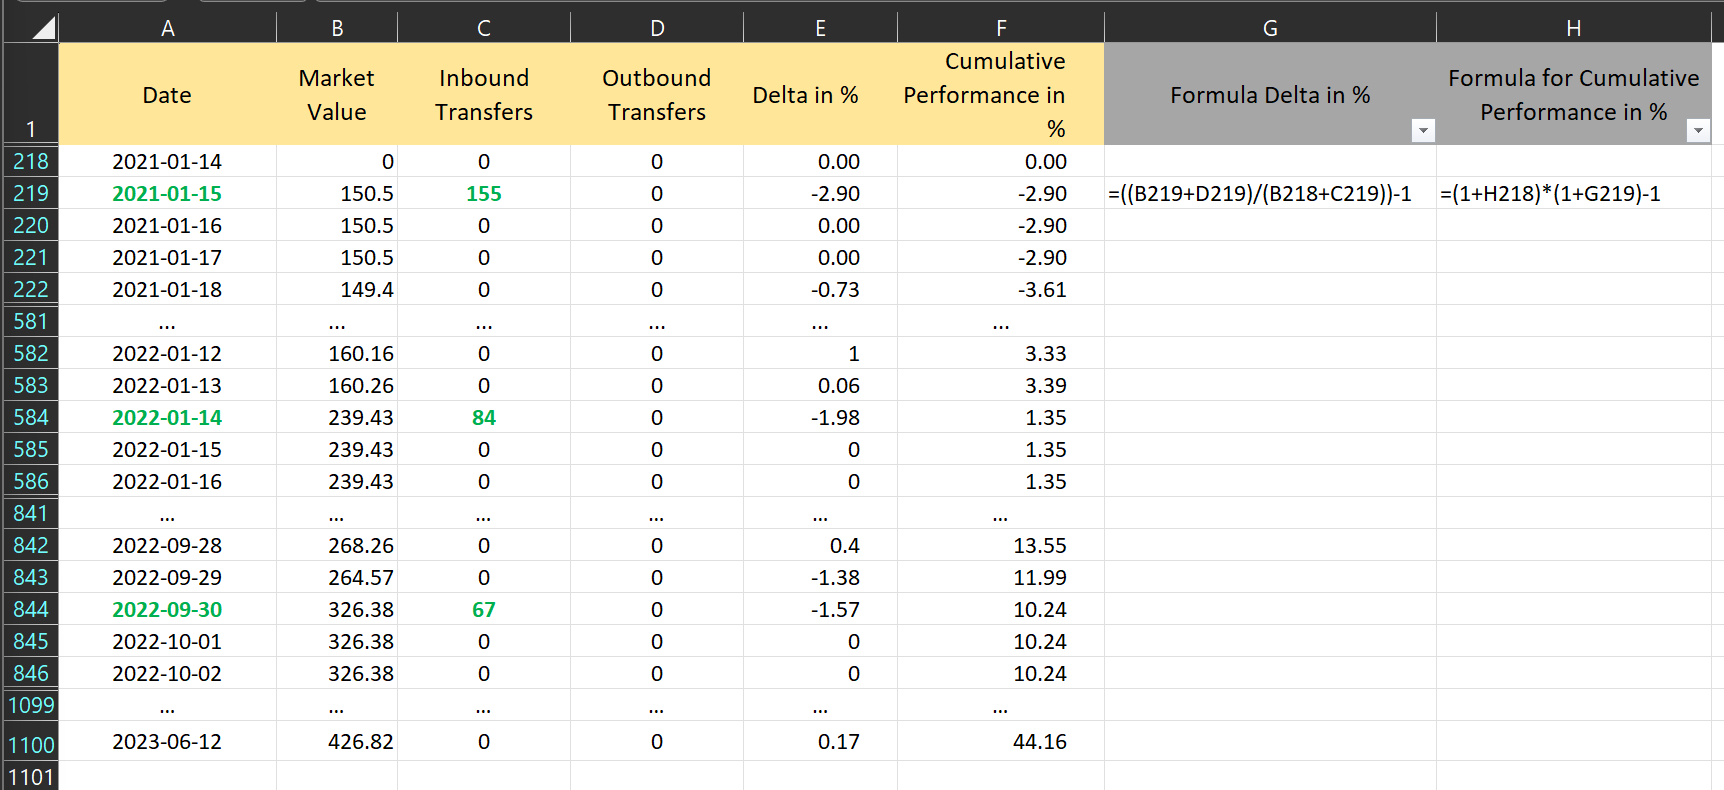 A B C D E F G H
1 Date Market Value Inbound Transfers Outbound Transfers Delta in % Cumulative Performance in % Formula Delta in % Formula for Cumulative Performance in %
218 2021-01-14 0 0 0 0.00 0.00
219 2021-01-15 150.5 155 0 -2.90 -2.90 =((B219+D219)/(B218+C219))-1 =(1+H218)*(1+G219)-1
220 2021-01-16 150.5 0 0 0.00 -2.90
221 2021-01-17 150.5 0 0 0.00 -2.90
222 2021-01-18 149.4 0 0 -0.73 -3.61
581 ... ... ... ... ... ...
582 2022-01-12 160.16 0 0 1 3.33
583 2022-01-13 160.26 0 0 0.06 3.39
584 2022-01-14 239.43 84 0 -1.98 1.35
585 2022-01-15 239.43 0 0 0 1.35
586 2022-01-16 239.43 0 0 0 1.35
841 ... ... ... ... ... ...
842 2022-09-28 268.26 0 0 0.4 13.55
843 2022-09-29 264.57 0 0 -1.38 11.99
844 2022-09-30 326.38 67 0 -1.57 10.24
845 2022-10-01 326.38 0 0 0 10.24
846 2022-10-02 326.38 0 0 0 10.24
1099 ... ... ... ... ... ...
1100 2023-06-12 426.82 0 0 0.17 44.16
1101